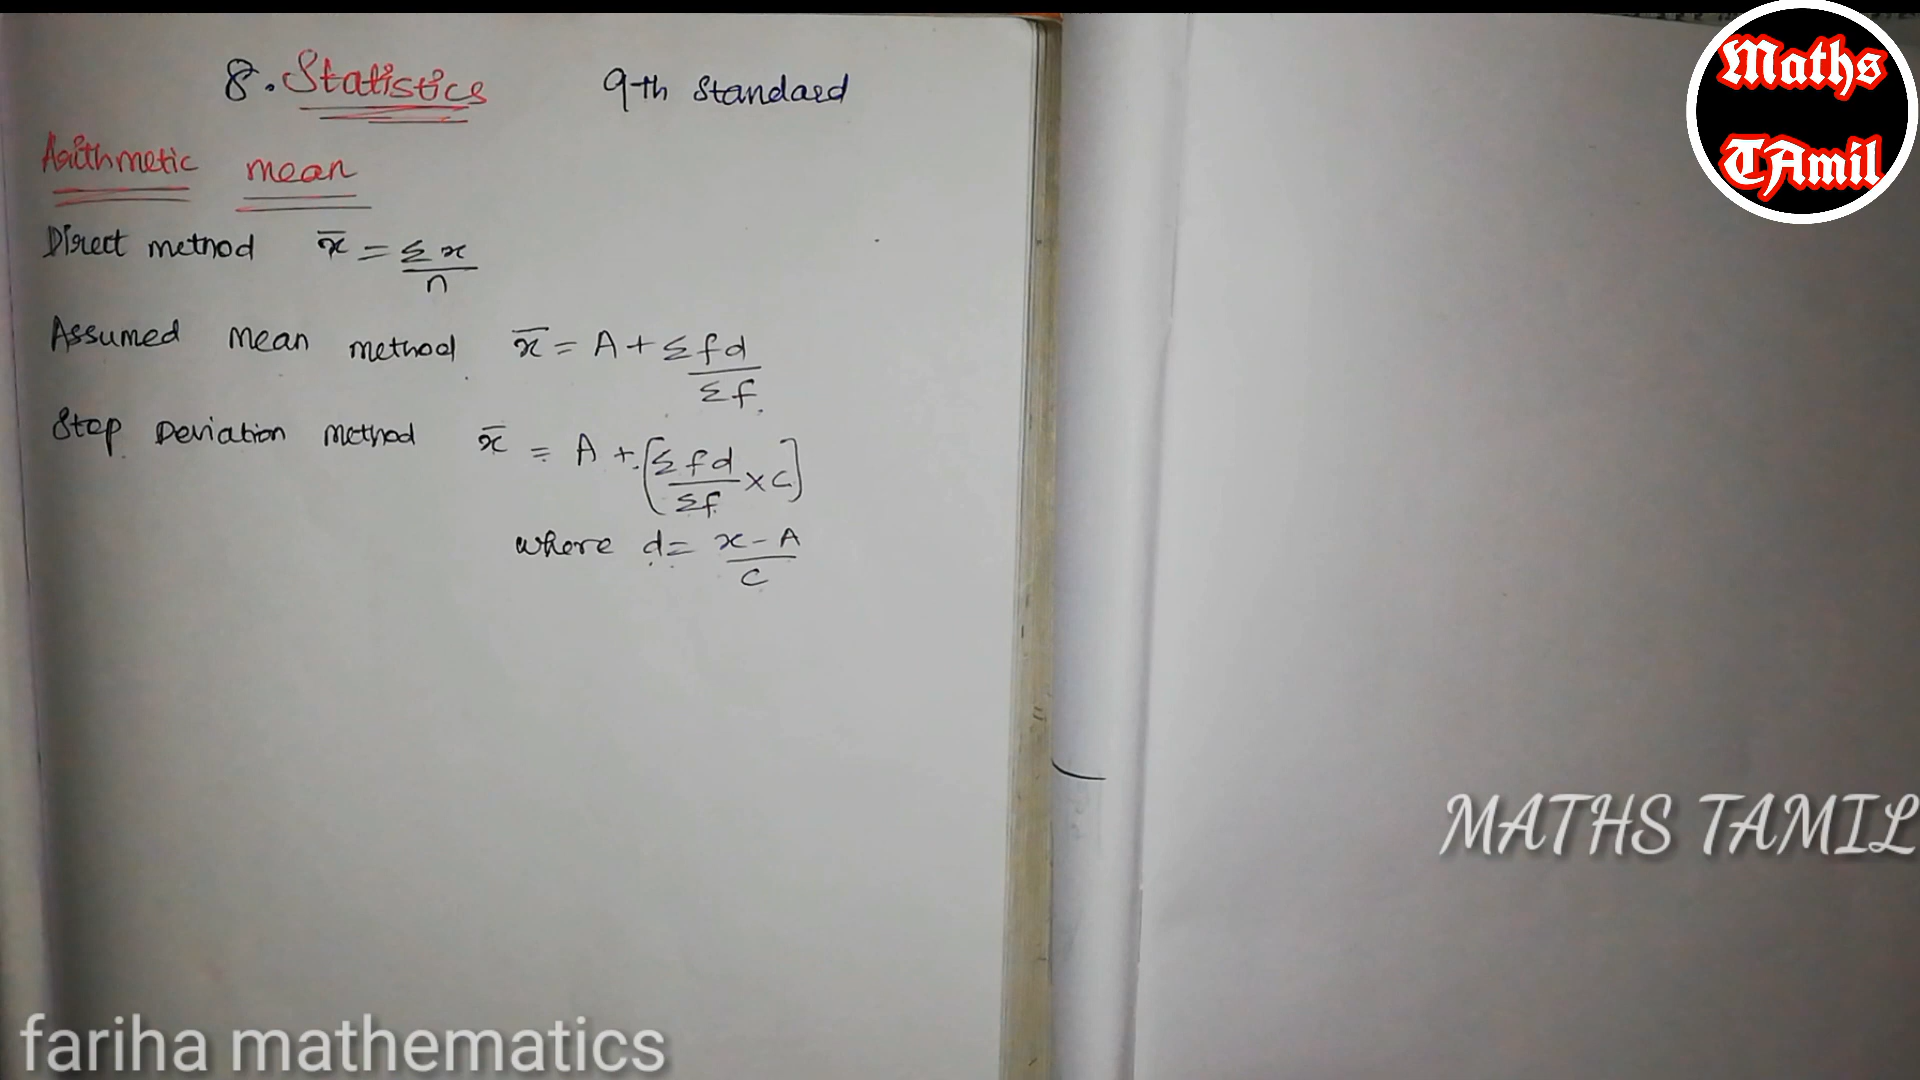 8. Statistics 9th Standard
Arithmetic mean
Direct method x̄ = Σx/n
Assumed mean method x̄ = A + Σfd/Σf
Step Deviation method x̄ = A + [Σfd/Σf × C]
where d = x - A/C
Maths
TAmil
MATHS TAMIL
fariha mathematics